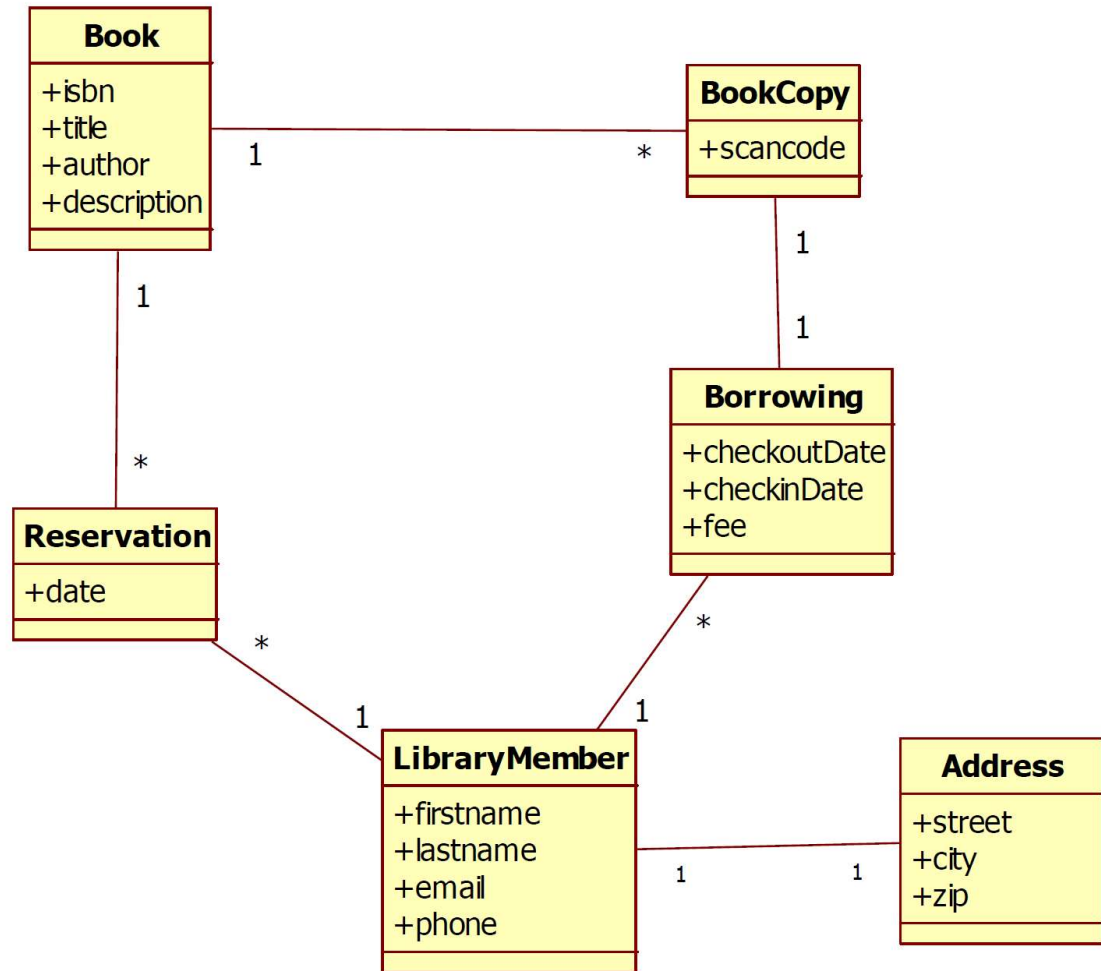 Book
+isbn
+title
+author
+description
1
*
BookCopy
+scancode
1
1
1
*
Borrowing
+checkoutDate
+checkinDate
+fee
Reservation
+date
*
1
*
1
LibraryMember
+firstname
+lastname
+email
+phone
1
1
Address
+street
+city
+zip